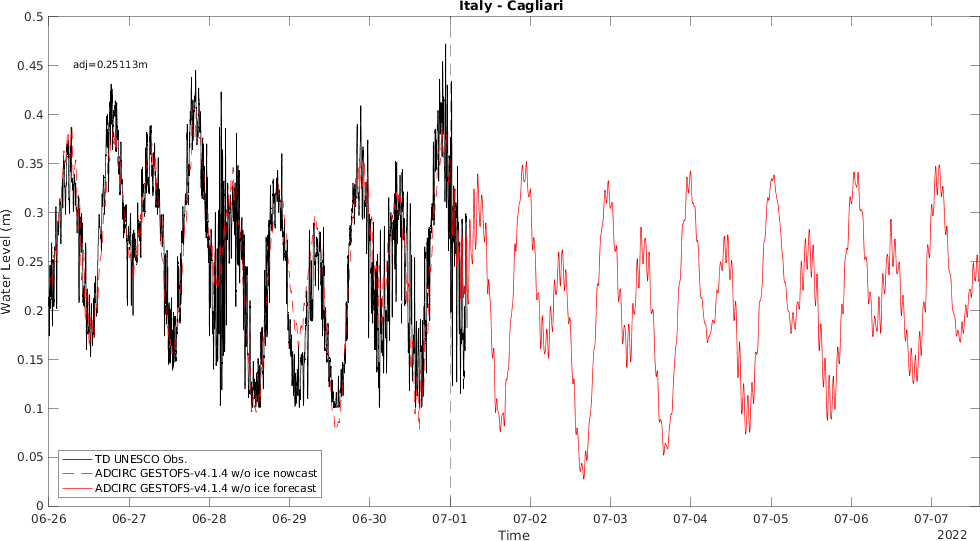 Italy - Cagliari
0.5
0.45
0.4
0.35
0.3
0.25
0.2
0.15
0.1
0.05
0
Water Level (m)
adj=0.25113m
TD UNESCO Obs.
ADCIRC GESTOFS-v4.1.4 w/o ice nowcast
ADCIRC GESTOFS-v4.1.4 w/o ice forecast
06-26 06-27 06-28 06-29 06-30 07-01 07-02 07-03 07-04 07-05 07-06 07-07
Time
2022